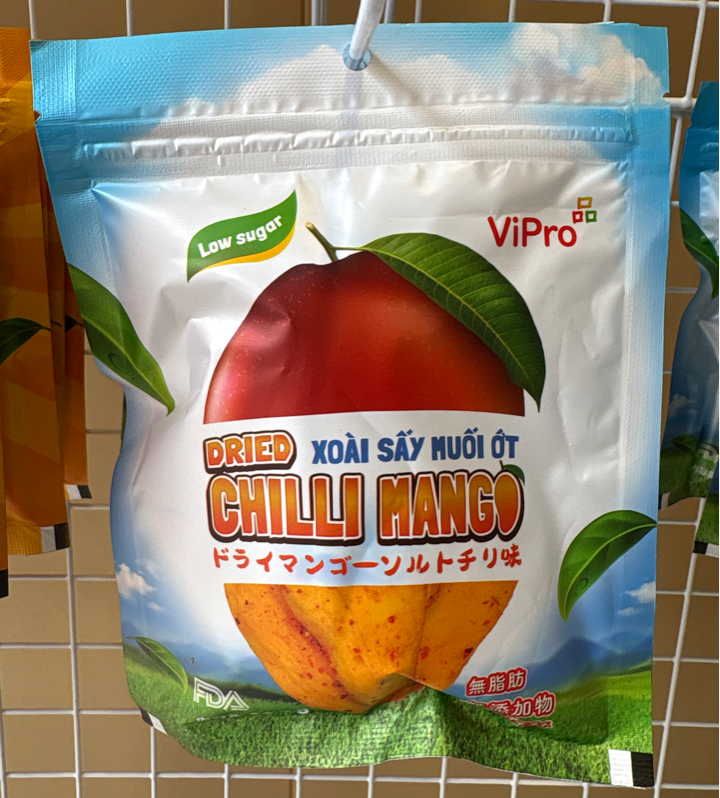 Low sugar
ViPro
DRIED XOÀI SẤY MUỐI ỚT
CHILLI MANGO
ドライマンゴーソルトチリ味
無脂肪
添加物
FDA